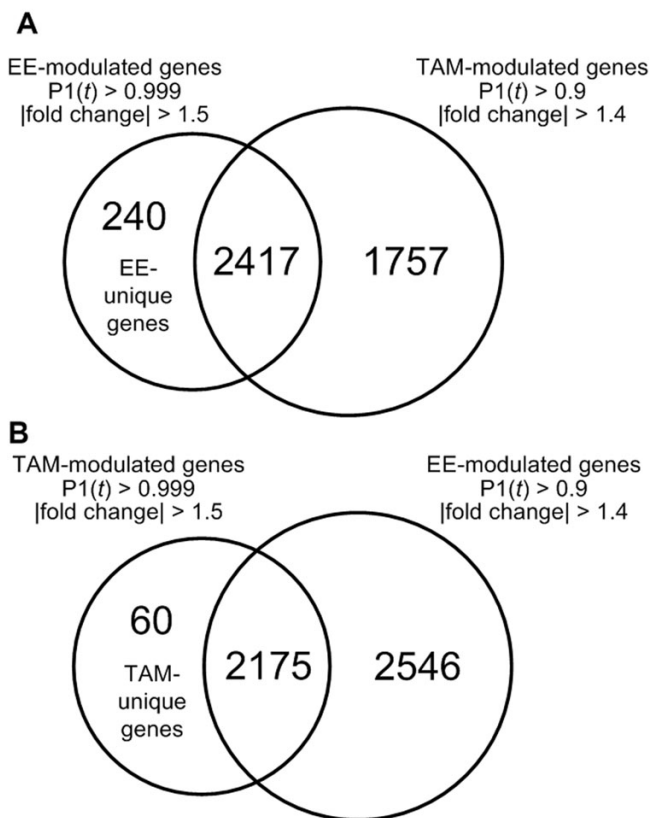 A
EE-modulated genes
P1(t) > 0.999
|fold change| > 1.5
TAM-modulated genes
P1(t) > 0.9
|fold change| > 1.4
240
EE-
unique
genes
2417
1757
B
TAM-modulated genes
P1(t) > 0.999
|fold change| > 1.5
EE-modulated genes
P1(t) > 0.9
|fold change| > 1.4
60
TAM-
unique
genes
2175
2546